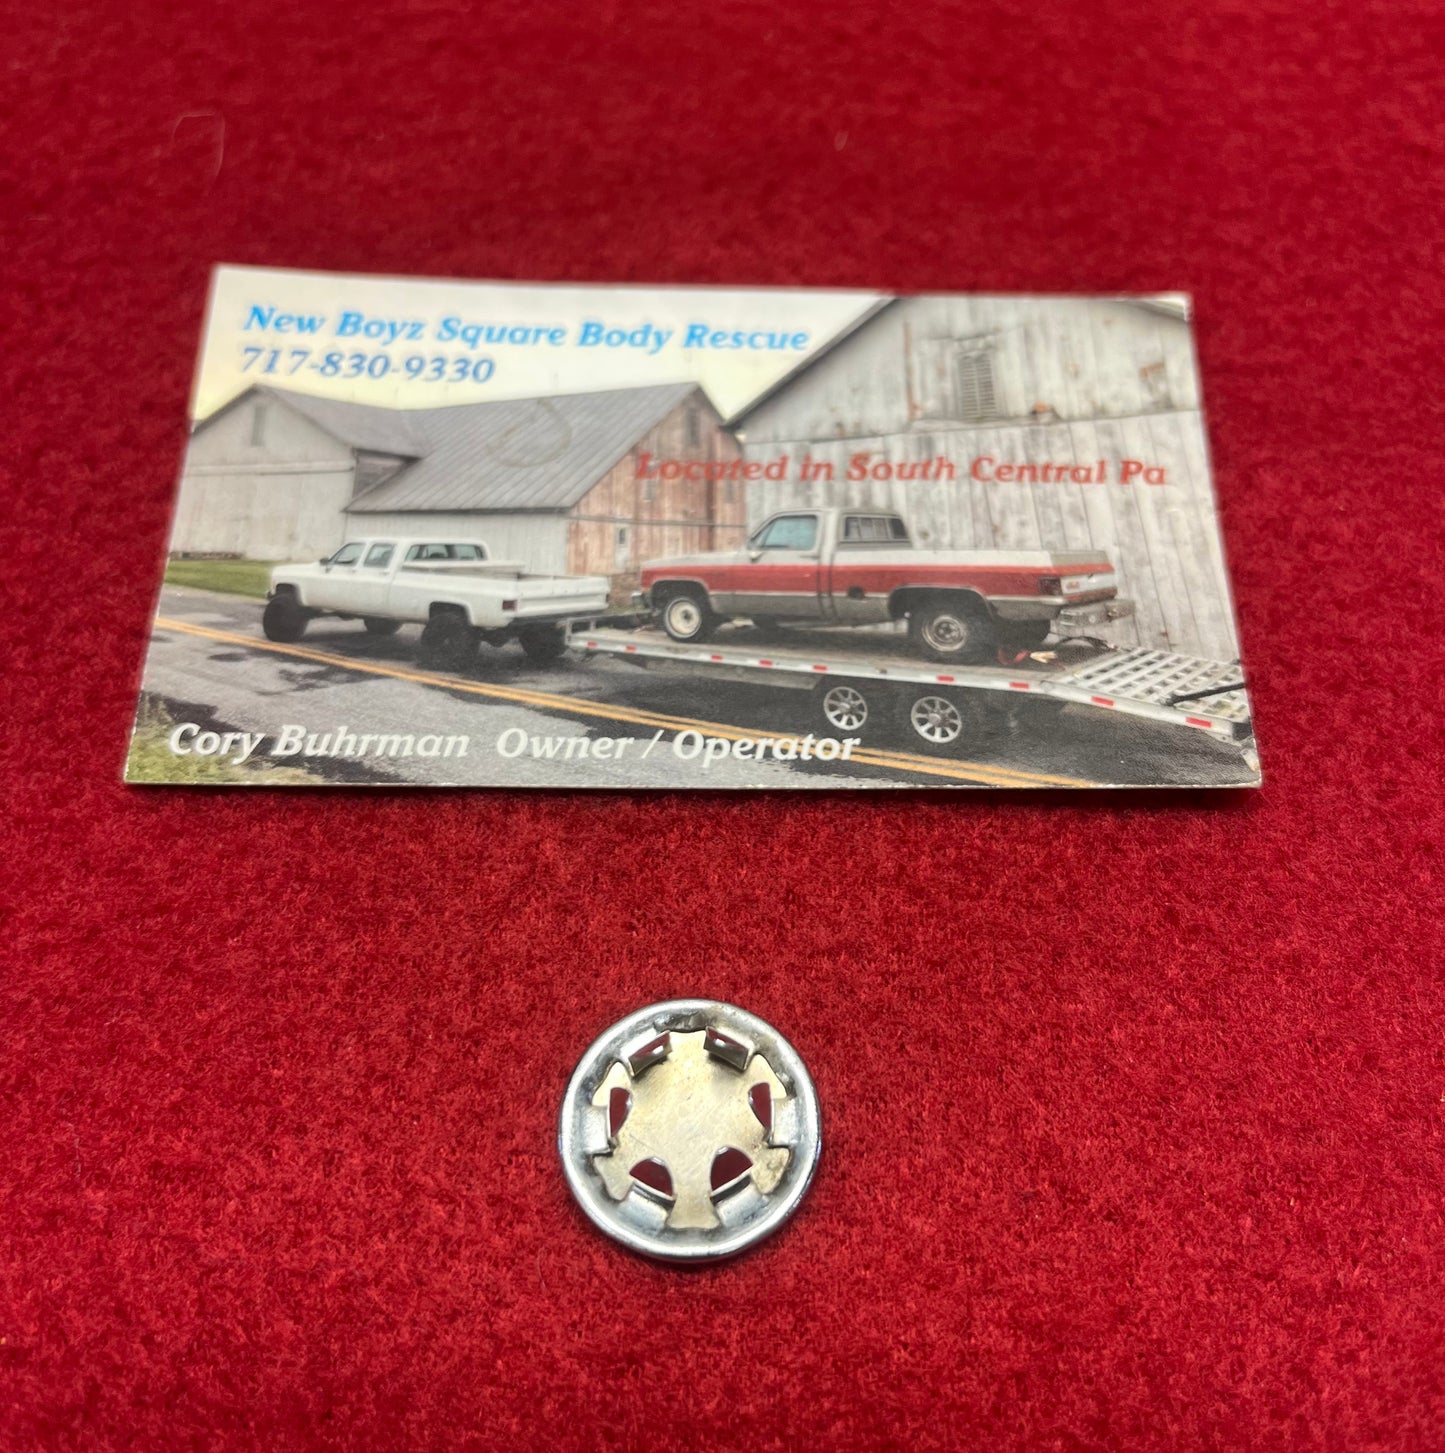 New Boyz Square Body Rescue
717-830-9330
Located in South Central Pa
Cory Buhrman Owner / Operator